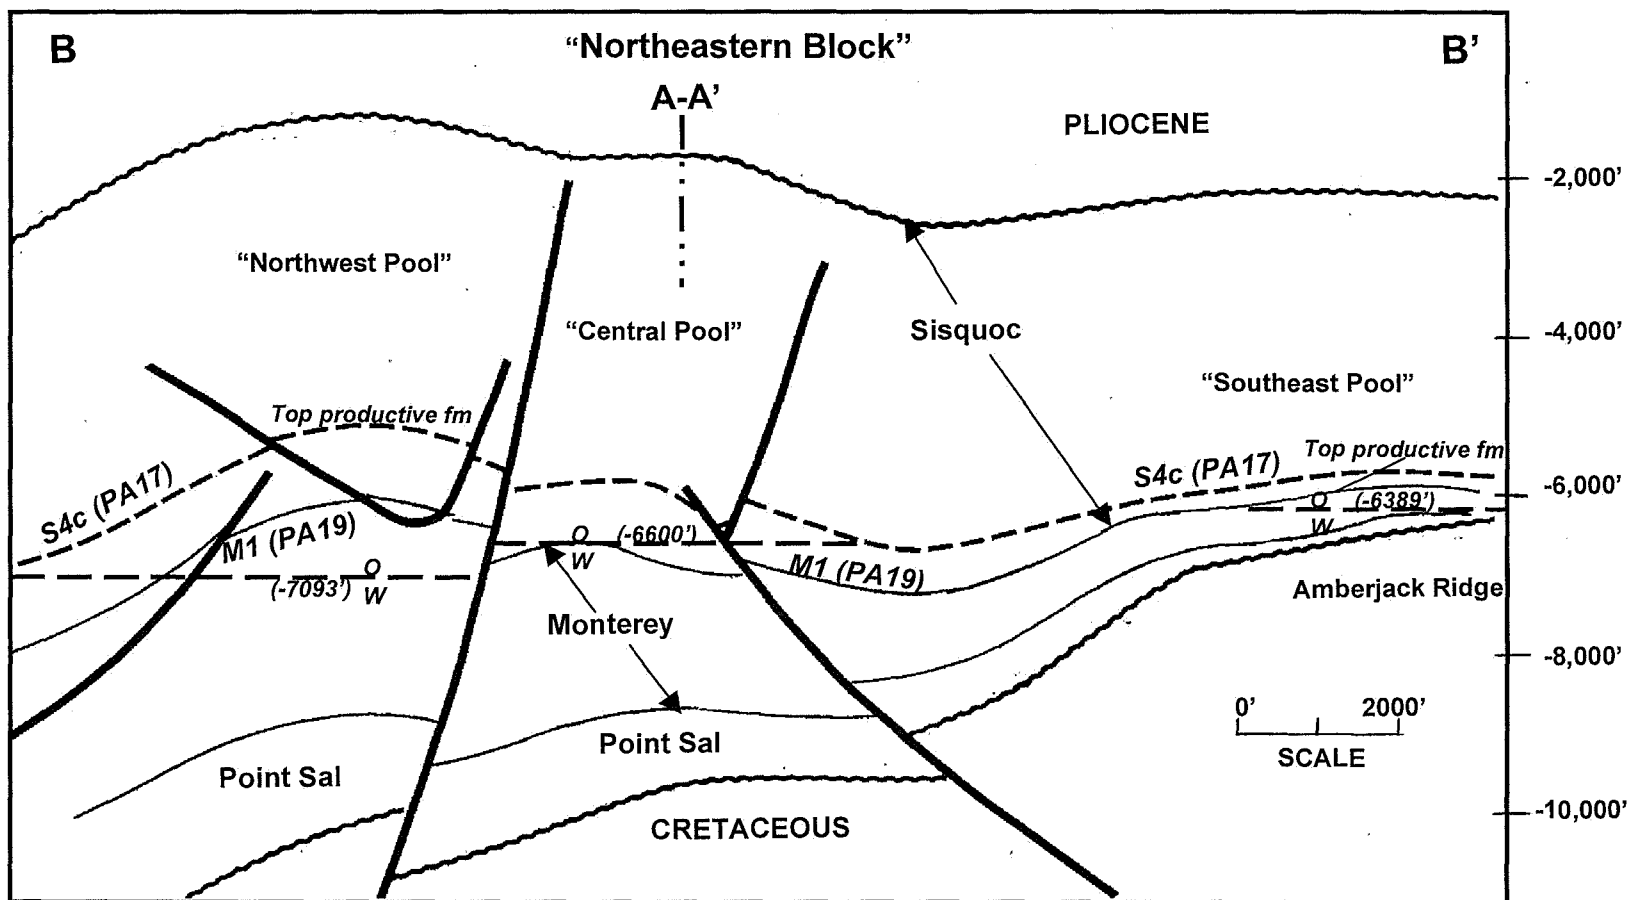 B
“Northeastern Block”
B’
A-A’
PLIOCENE
-2,000’
“Northwest Pool”
“Central Pool”
Sisquoc
-4,000’
“Southeast Pool”
Top productive fm
Top productive fm
S4c (PA17)
S4c (PA17)
-6,000’
O
(-6389’)
W
M1 (PA19)
O
(-6600’)
W
M1 (PA19)
O
(-7093’)
W
Amberjack Ridge
Monterey
-8,000’
0’
2000’
SCALE
Point Sal
Point Sal
-10,000’
CRETACEOUS